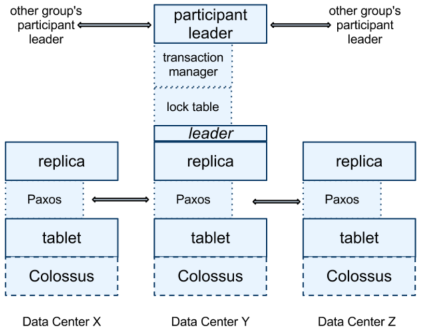 other group's
participant
leader
participant
leader
other group's
participant
leader
transaction
manager
lock table
leader
replica
replica
replica
Paxos
Paxos
Paxos
tablet
tablet
tablet
Colossus
Colossus
Colossus
Data Center X
Data Center Y
Data Center Z